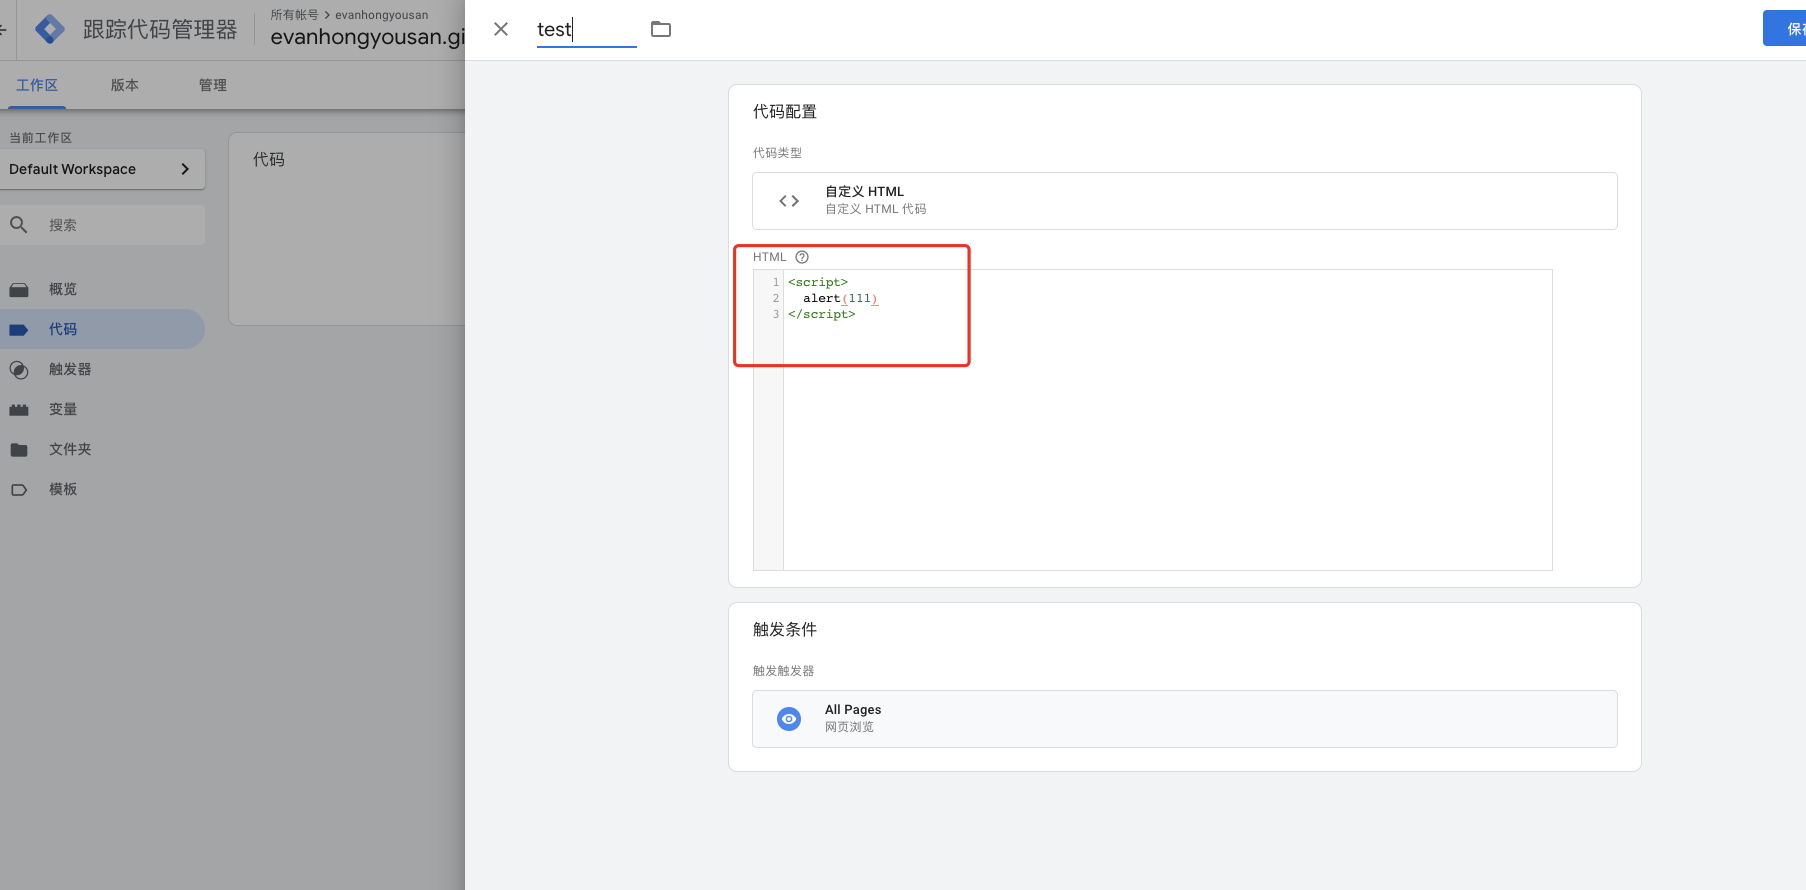 跟踪代码管理器
所有帐号 > evanhongyousan
evanhongyousan.gi
工作区
版本
管理
当前工作区
Default Workspace
搜索
概览
代码
触发器
变量
文件夹
模板
代码
test
保存
代码配置
代码类型
自定义 HTML
自定义 HTML 代码
HTML
1 <script>
2 alert(111)
3 </script>
触发条件
触发触发器
All Pages
网页浏览